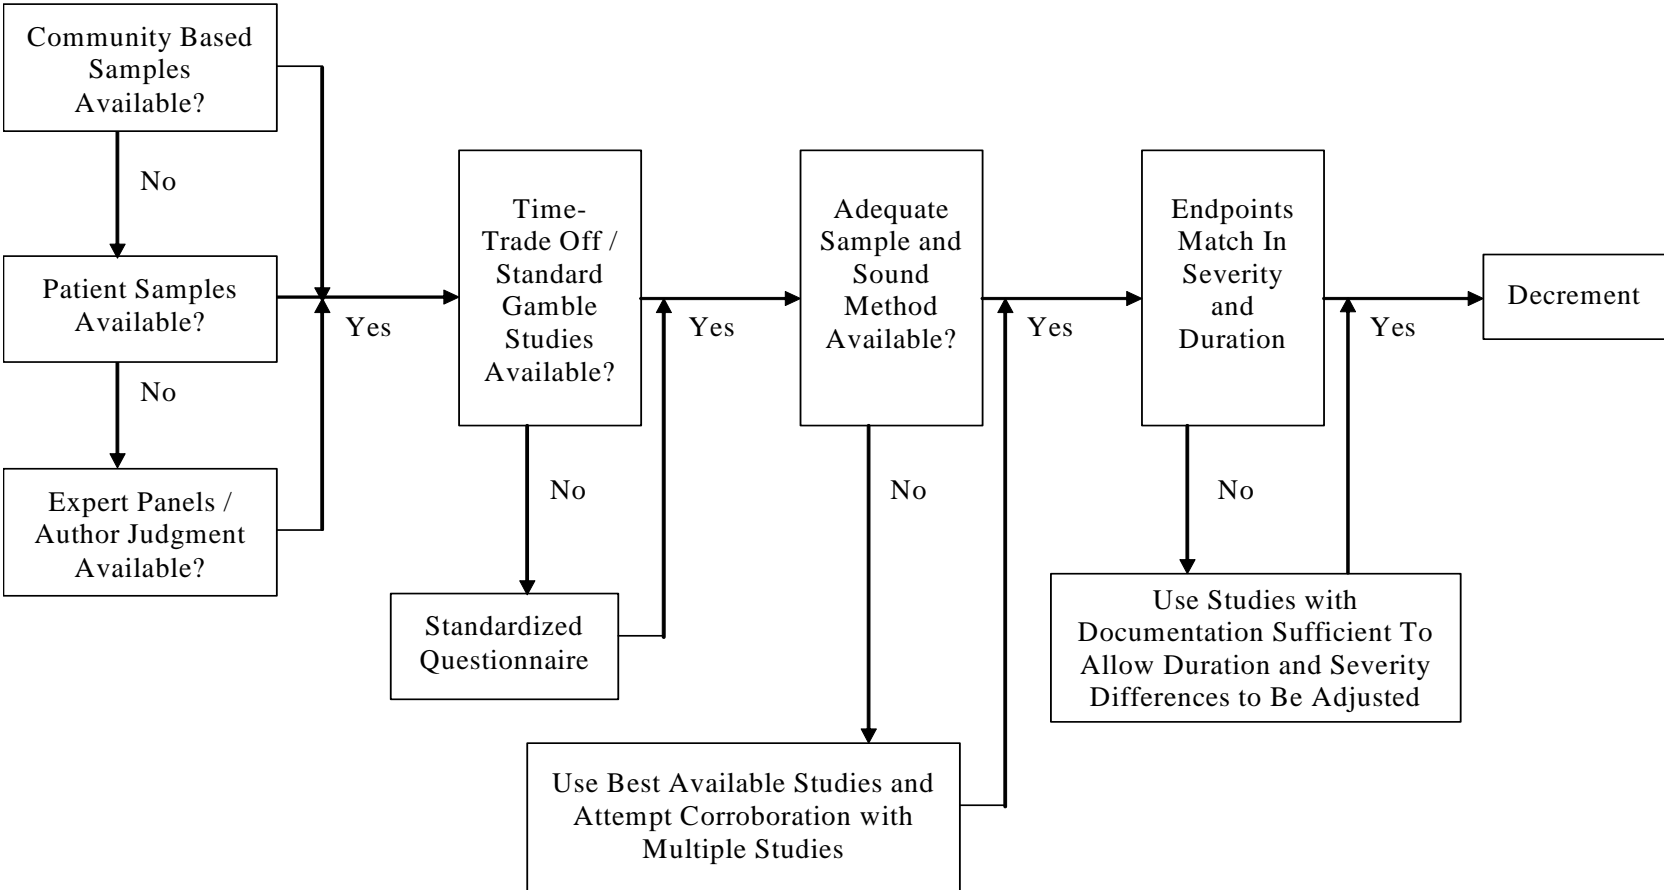 Community Based
Samples
Available?
No
Patient Samples
Available?
Yes
No
Expert Panels /
Author Judgment
Available?
Time-
Trade Off /
Standard
Gamble
Studies
Available?
Yes
No
Standardized
Questionnaire
Adequate
Sample and
Sound
Method
Available?
Yes
No
Use Best Available Studies and
Attempt Corroboration with
Multiple Studies
Endpoints
Match In
Severity
and
Duration
Yes
No
Use Studies with
Documentation Sufficient To
Allow Duration and Severity
Differences to Be Adjusted
Decrement